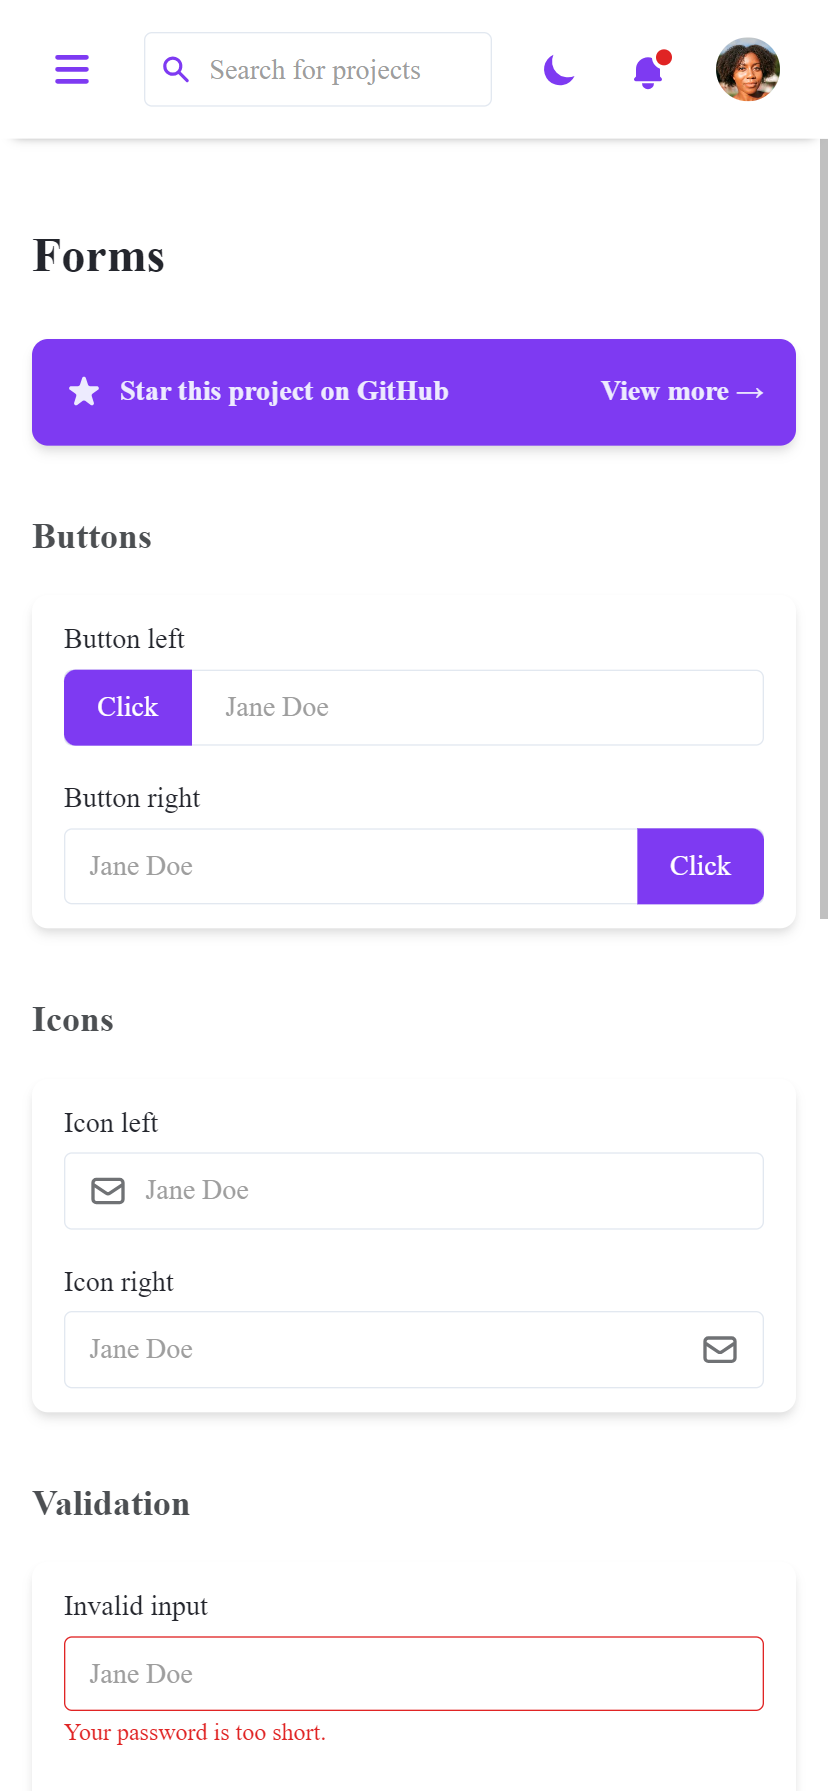 Search for projects
Forms
Star this project on GitHub View more →
Buttons
Button left
Click Jane Doe
Button right
Jane Doe Click
Icons
Icon left
Jane Doe
Icon right
Jane Doe
Validation
Invalid input
Jane Doe
Your password is too short.